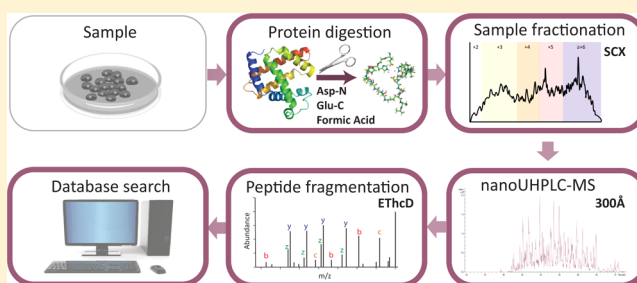 Sample
Protein digestion
Asp-N
Glu-C
Formic Acid
Sample fractionation
SCX
+2 +3 +4 +5 z=6
Database search
Peptide fragmentation
EThcD
Abundance
b z y z y c z y b z y b c
m/z
nanoUHPLC-MS
300Å